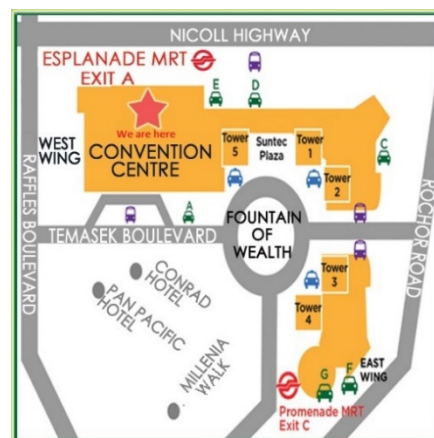 NICOLL HIGHWAY
ESPLANADE MRT
EXIT A
E
D
We are here
WEST
WING
CONVENTION
CENTRE
Tower
5
Suntec
Plaza
Tower
1
Tower
2
C
RAFFLES BOULEVARD
ROCHOR ROAD
A
TEMASEK BOULEVARD
FOUNTAIN
OF
WEALTH
CONRAD
HOTEL
PAN PACIFIC
HOTEL
MILLENIA
WALK
Tower
3
Tower
4
EAST
WING
G
F
Promenade MRT
Exit C